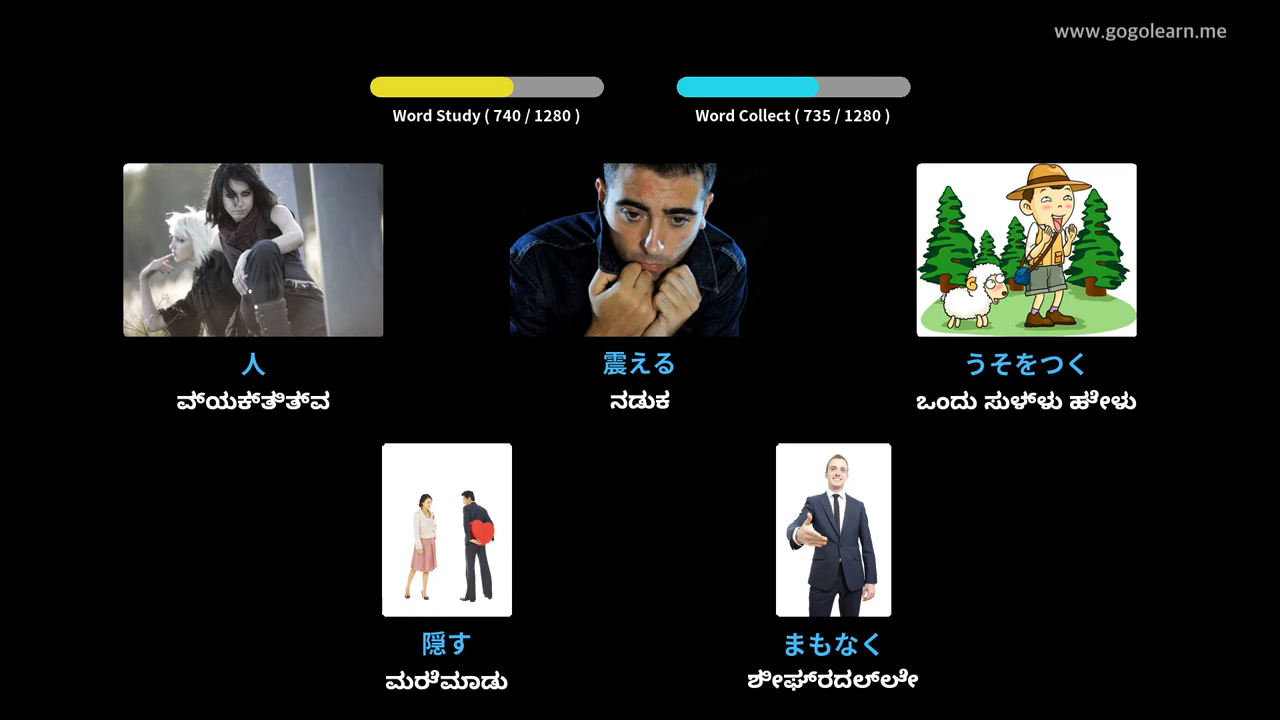 www.gogolearn.me
Word Study ( 740 / 1280 )
Word Collect ( 735 / 1280 )
人
ವ್ಯಕ್ತಿತ್ವ
震える
ನಡುಕ
うそをつく
ಒಂದು ಸುಳ್ಳು ಹೇಳು
隠す
ಮರೆಮಾಡು
まもなく
ಶೀಘ್ರದಲ್ಲೇ